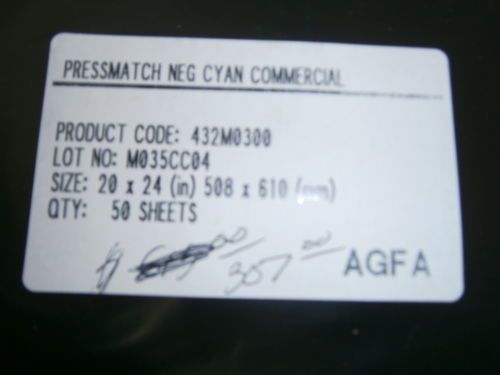 PRESSMATCH NEG CYAN COMMERCIAL
PRODUCT CODE: 432M0300
LOT NO: M035CC04
SIZE: 20 x 24 (in) 508 x 610 (mm)
QTY: 50 SHEETS
307.00
AGFA